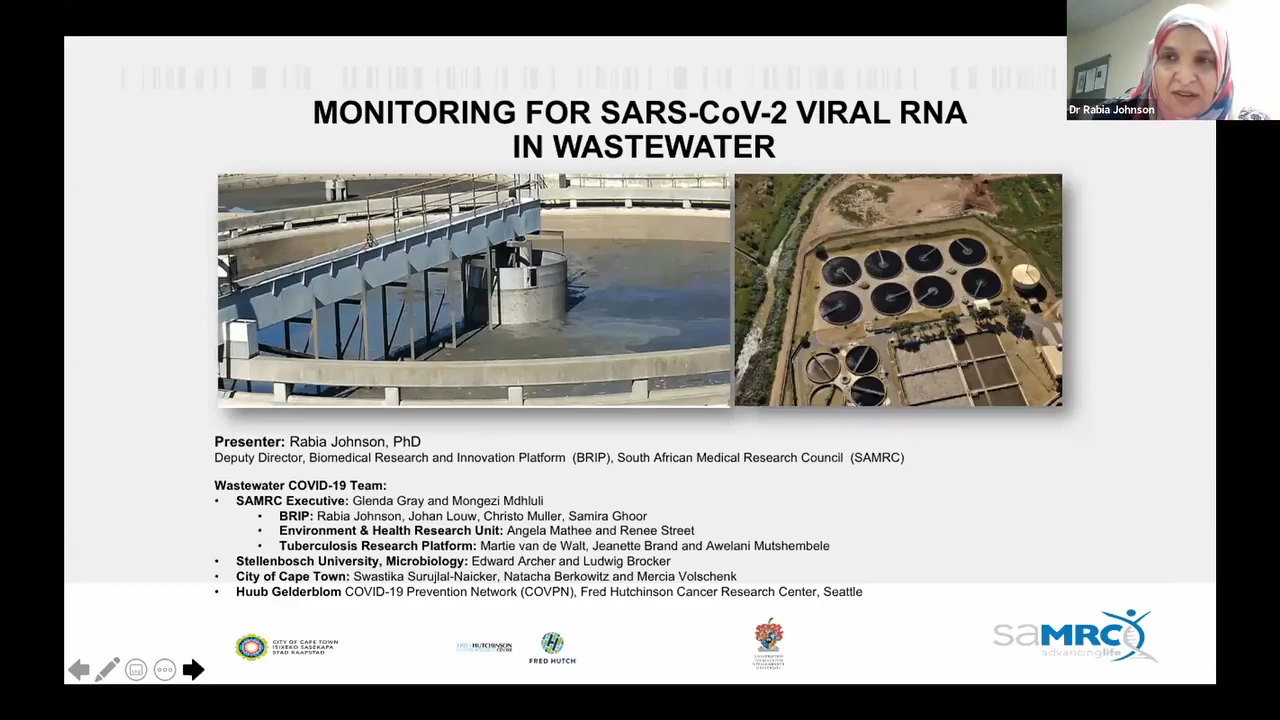 MONITORING FOR SARS-CoV-2 VIRAL RNA
IN WASTEWATER
Dr Rabia Johnson
Presenter: Rabia Johnson, PhD
Deputy Director, Biomedical Research and Innovation Platform (BRIP), South African Medical Research Council (SAMRC)
Wastewater COVID-19 Team:
• SAMRC Executive: Glenda Gray and Mongezi Mdhluli
• BRIP: Rabia Johnson, Johan Louw, Christo Muller, Samira Ghoor
• Environment & Health Research Unit: Angela Mathee and Renee Street
• Tuberculosis Research Platform: Martie van de Walt, Jeanette Brand and Awelani Mutshembele
• Stellenbosch University, Microbiology: Edward Archer and Ludwig Brocker
• City of Cape Town: Swastika Surujlal-Naicker, Natacha Berkowitz and Mercia Volschenk
• Huub Gelderblom COVID-19 Prevention Network (COVPN), Fred Hutchinson Cancer Research Center, Seattle
CITY OF CAPE TOWN
ISIXEKO SASEKAPA
STAD KAAPSTAD
FRED HUTCH
saMRC
advancinglife